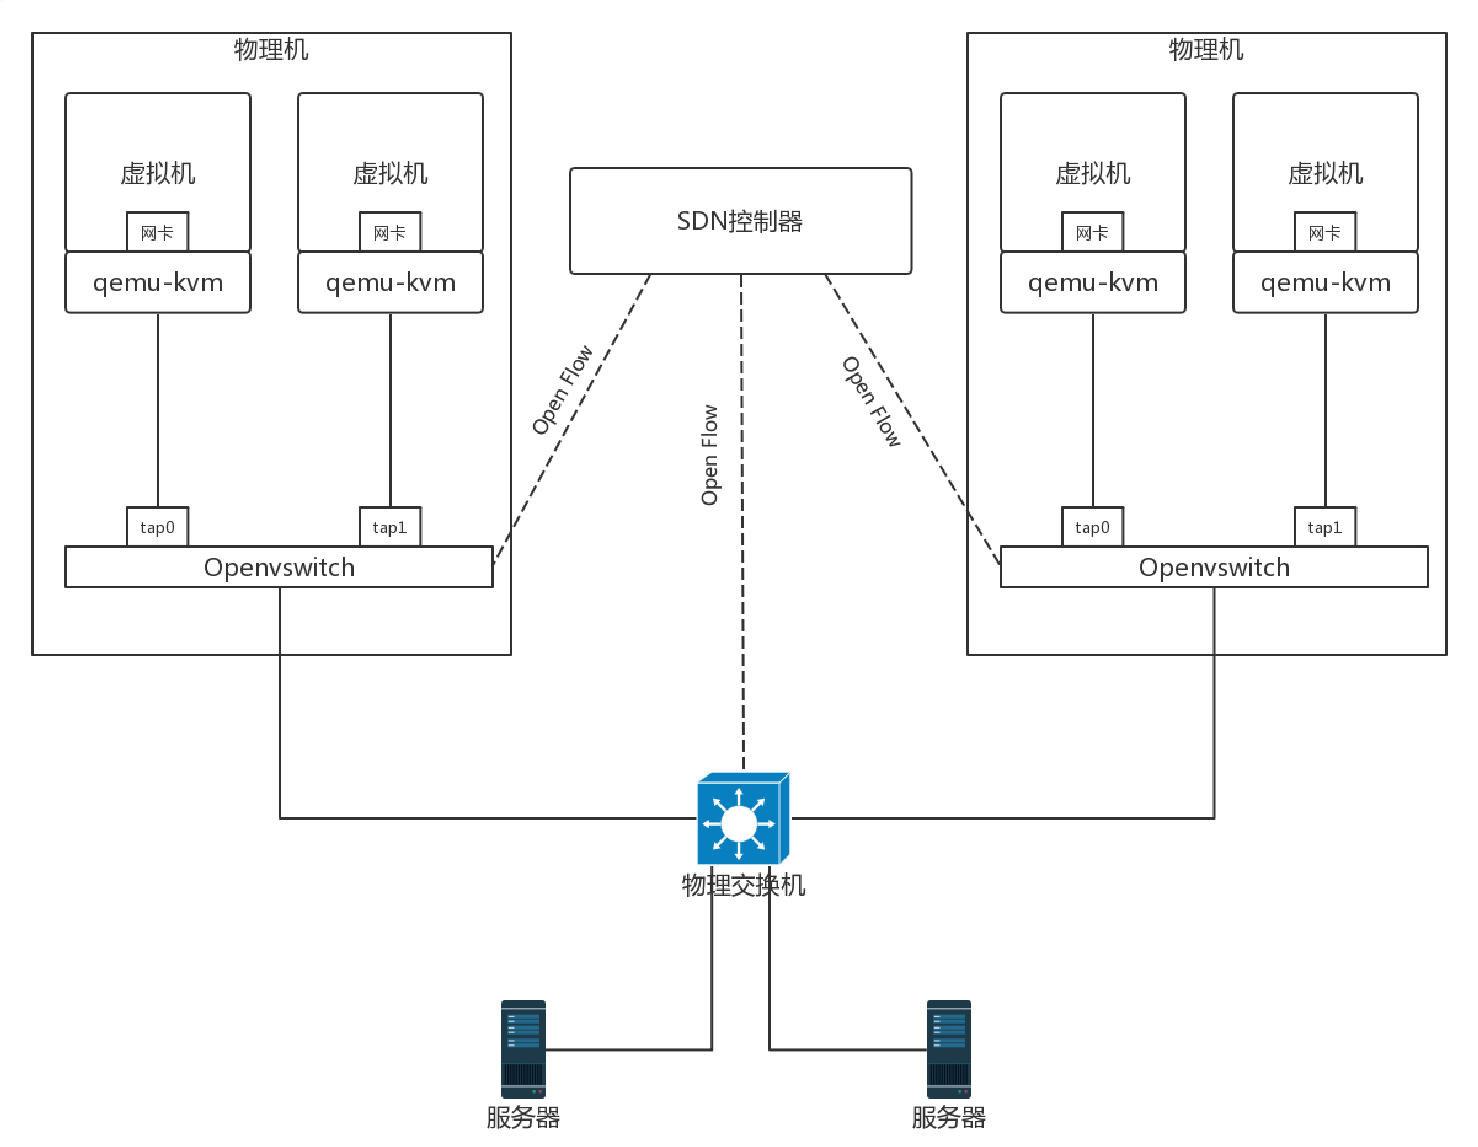 物理机
虚拟机
虚拟机
网卡
网卡
qemu-kvm
qemu-kvm
tap0
tap1
Openvswitch
SDN控制器
Open Flow
Open Flow
Open Flow
物理机
虚拟机
虚拟机
网卡
网卡
qemu-kvm
qemu-kvm
tap0
tap1
Openvswitch
物理交换机
服务器
服务器